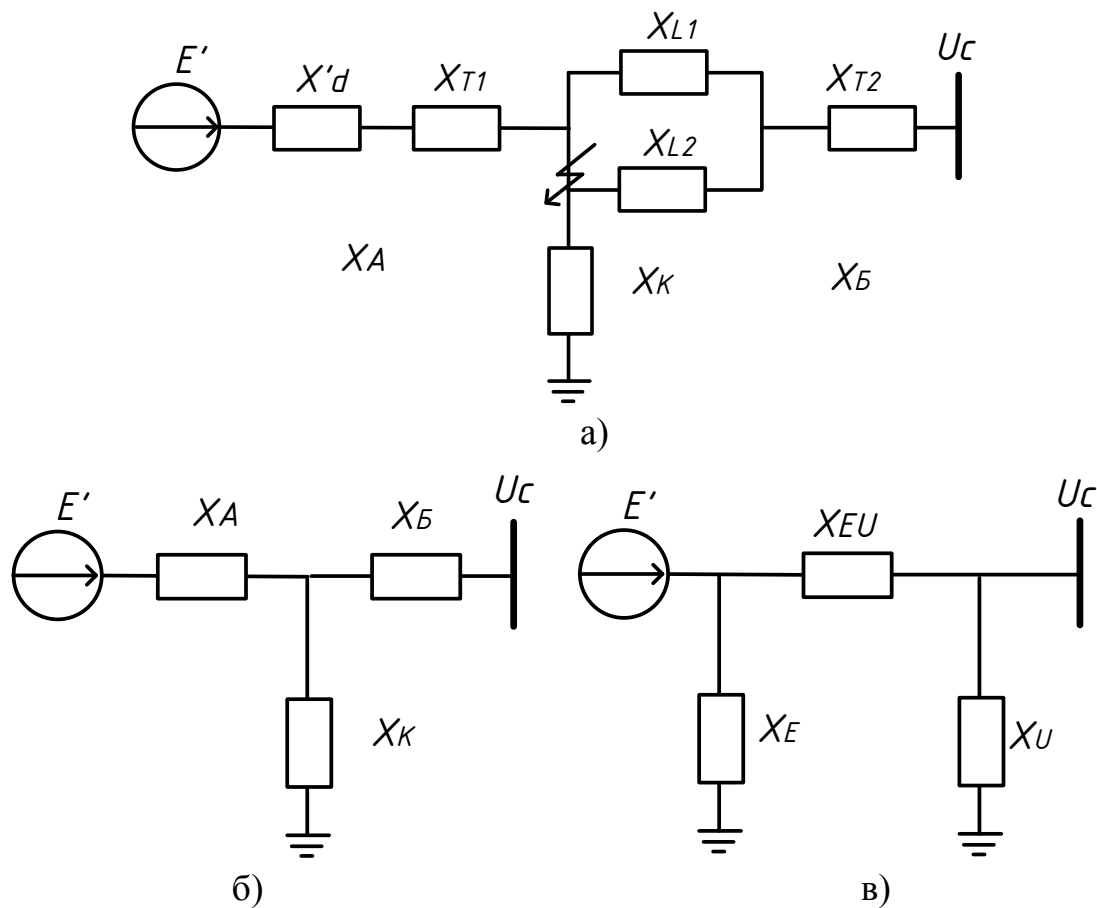 E' X'd XT1 XL1 XT2 Uc
XL2
XA XK XБ
а)
E' XA XБ Uc
XK
б)
E' XEU Uc
XE XU
в)